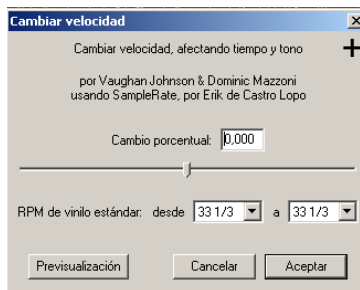 Cambiar velocidad
Cambiar velocidad, afectando tiempo y tono
por Vaughan Johnson & Dominic Mazzoni
usando SampleRate, por Erik de Castro Lopo
Cambio porcentual: 0,000
RPM de vinilo estándar: desde 33 1/3 a 33 1/3
Previsualización Cancelar Aceptar